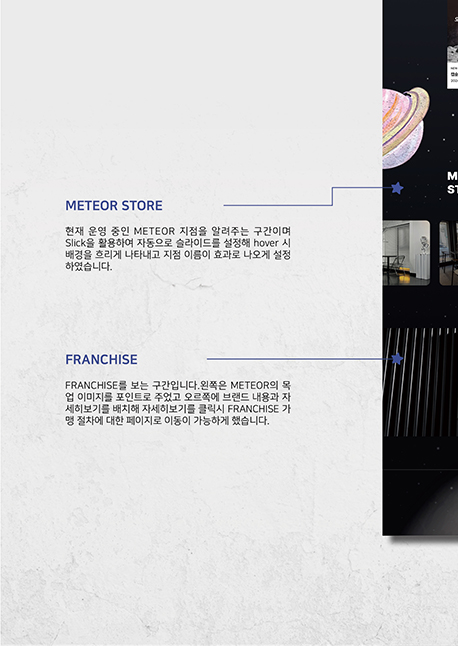 METEOR STORE
현재 운영 중인 METEOR 지점을 알려주는 구간이며
Slick을 활용하여 자동으로 슬라이드를 설정해 hover 시
배경을 흐리게 나타내고 지점 이름이 효과로 나오게 설정
하였습니다.
FRANCHISE
FRANCHISE를 보는 구간입니다.왼쪽은 METEOR의 목
업 이미지를 포인트로 주었고 오르쪽에 브랜드 내용과 자
세히보기를 배치해 자세히보기를 클릭시 FRANCHISE 가
맹 절차에 대한 페이지로 이동이 가능하게 했습니다.